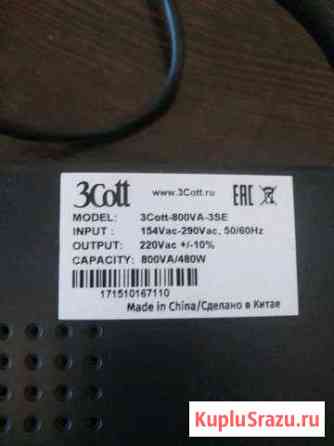 3Cott www.3Cott.ru EAC
MODEL: 3Cott-800VA-3SE
INPUT : 154Vac-290Vac, 50/60Hz
OUTPUT: 220Vac +/-10%
CAPACITY: 800VA/480W
171510167110
Made in China/Сделано в Китае
KupluSrazu.ru